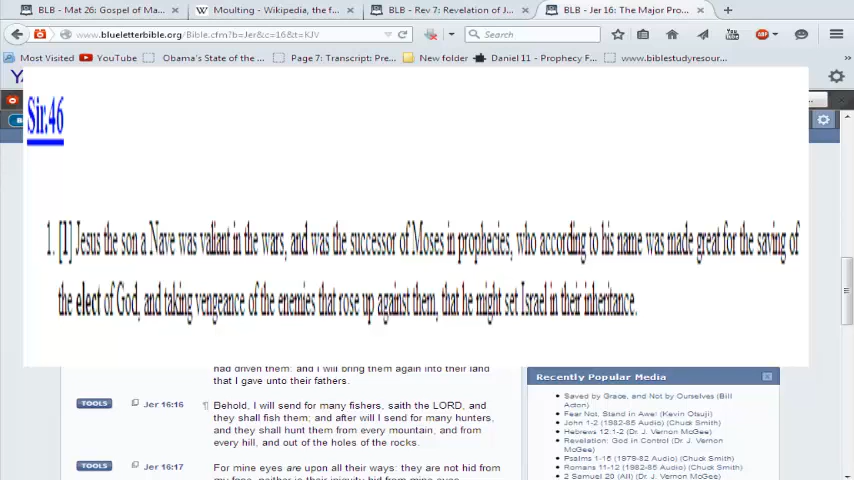 BLB - Mat 26: Gospel of Ma...
Moulting - Wikipedia, the f...
BLB - Rev 7: Revelation of J...
BLB - Jer 16: The Major Pro...
www.blueletterbible.org/Bible.cfm?b=Jer&c=16&t=KJV
Search
Most Visited
YouTube
Obama's State of the ...
Page 7: Transcript: Pres...
New folder
Daniel 11 - Prophecy F...
www.biblestudyresour...
Sir.46
1. [1] Jesus the son a Nave was valiant in the wars, and was the successor of Moses in prophecies, who according to his name was made great for the saving of
the elect of God, and taking vengeance of the enemies that rose up against them, that he might set Israel in their inheritance.
had driven them: and I will bring them again into their land
that I gave unto their fathers.
TOOLS
Jer 16:16
¶ Behold, I will send for many fishers, saith the LORD, and
they shall fish them; and after will I send for many hunters,
and they shall hunt them from every mountain, and from
every hill, and out of the holes of the rocks.
TOOLS
Jer 16:17
For mine eyes are upon all their ways: they are not hid from
Recently Popular Media
Saved by Grace, and Not by Ourselves (Bill
Adton)
Fear Not, Stand in Awe! (Kevin Otsuji)
John 1-2 (1982-85 Audio) (Chuck Smith)
Hebrews 12:1-2 (Dr. J. Vernon
McGee)
Revelation: God in Control (Dr. J. Vernon
McGee)
Psalms 1-15 (1979-82 Audio) (Chuck Smith)
Romans 11-12 (1982-85 Audio) (Chuck Smith)
2 Samuel 20 (All) (Dr. J. Vernon McGee)